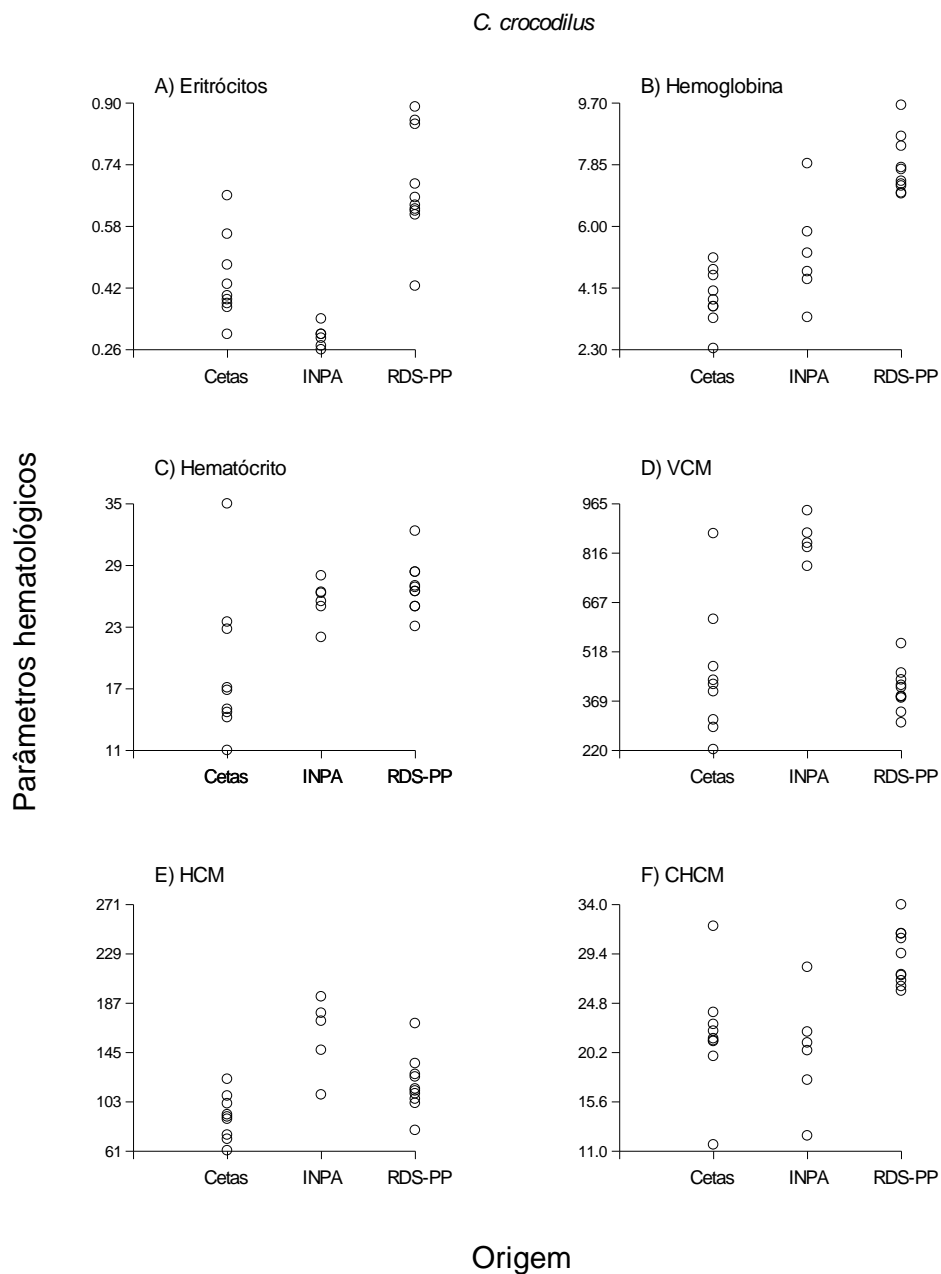 C. crocodilus
A) Eritrócitos
0.90
0.74
0.58
0.42
0.26
Cetas INPA RDS-PP
B) Hemoglobina
9.70
7.85
6.00
4.15
2.30
Cetas INPA RDS-PP
Parâmetros hematológicos
C) Hematócrito
35
29
23
17
11
Cetas INPA RDS-PP
D) VCM
965
816
667
518
369
220
Cetas INPA RDS-PP
E) HCM
271
229
187
145
103
61
Cetas INPA RDS-PP
F) CHCM
34.0
29.4
24.8
20.2
15.6
11.0
Cetas INPA RDS-PP
Origem